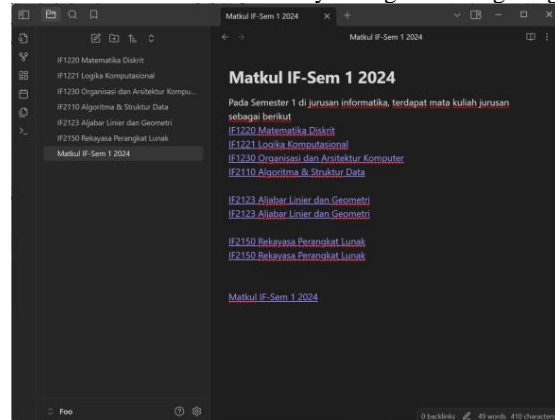 Matkul IF-Sem 1 2024
Matkul IF-Sem 1 2024
IF1220 Matematika Diskrit
IF1221 Logika Komputasional
IF1230 Organisasi dan Arsitektur Kompu...
IF2110 Algoritma & Struktur Data
IF2123 Aljabar Linier dan Geometri
IF2150 Rekayasa Perangkat Lunak
Matkul IF-Sem 1 2024
Matkul IF-Sem 1 2024
Pada Semester 1 di jurusan informatika, terdapat mata kuliah jurusan
sebagai berikut
IF1220 Matematika Diskrit
IF1221 Logika Komputasional
IF1230 Organisasi dan Arsitektur Komputer
IF2110 Algoritma & Struktur Data
IF2123 Aljabar Linier dan Geometri
IF2123 Aljabar Linier dan Geometri
IF2150 Rekayasa Perangkat Lunak
IF2150 Rekayasa Perangkat Lunak
Matkul IF-Sem 1 2024
Foo
0 backlinks 49 words 410 characters